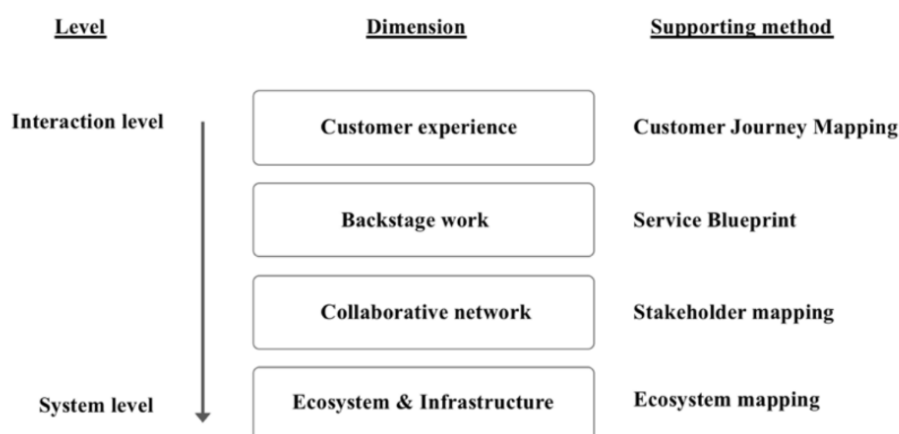 Level Dimension Supporting method
Interaction level Customer experience Customer Journey Mapping
Backstage work Service Blueprint
Collaborative network Stakeholder mapping
System level Ecosystem & Infrastructure Ecosystem mapping